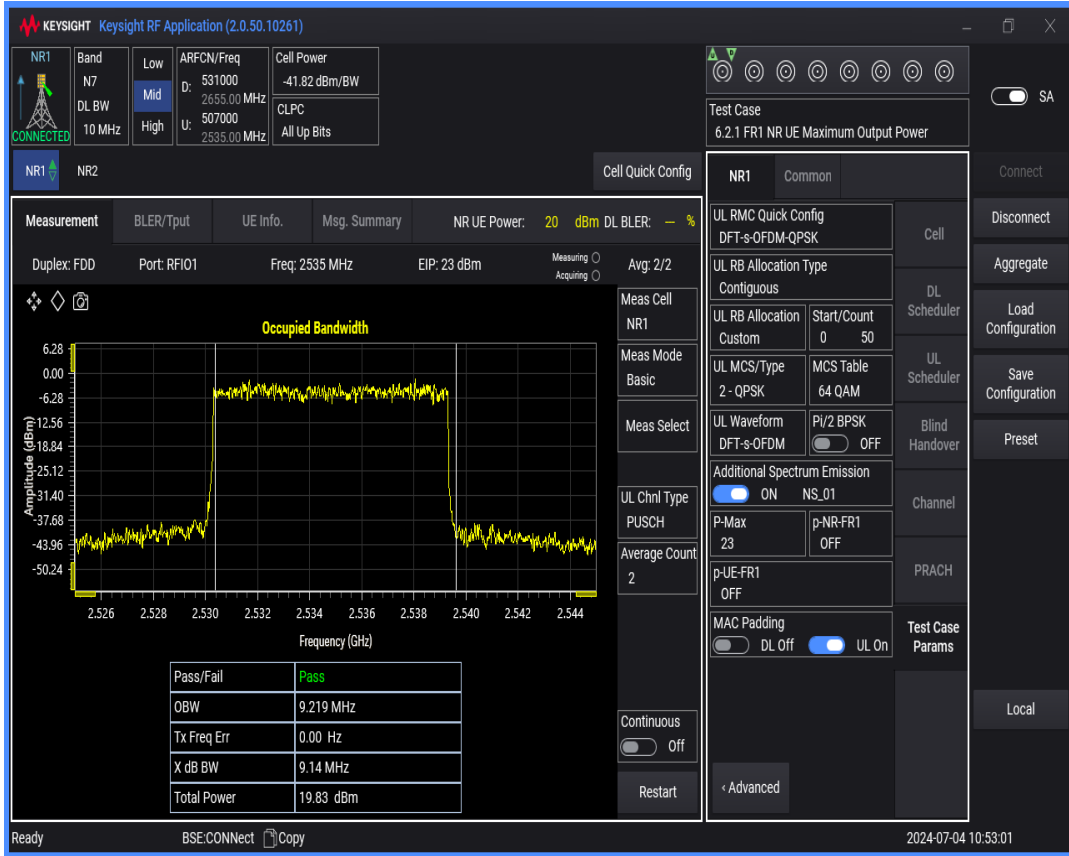 KEYSIGHT Keysight RF Application (2.0.50.10261)
NR1
CONNECTED
Band
N7
DL BW
10 MHz
Low
Mid
High
ARFCN/Freq
D: 531000
2655.00 MHz
U: 507000
2535.00 MHz
Cell Power
-41.82 dBm/BW
CLPC
All Up Bits
Test Case
6.2.1 FR1 NR UE Maximum Output Power
SA
NR1
NR2
Cell Quick Config
Measurement
BLER/Tput
UE Info.
Msg. Summary
NR UE Power: 20 dBm DL BLER: --- %
Duplex: FDD
Port: RFIO1
Freq: 2535 MHz
EIP: 23 dBm
Measuring
Acquiring
Avg: 2/2
Occupied Bandwidth
Amplitude (dBm)
6.28
0.00
-6.28
-12.56
-18.84
-25.12
-31.40
-37.68
-43.96
-50.24
2.526 2.528 2.530 2.532 2.534 2.536 2.538 2.540 2.542 2.544
Frequency (GHz)
Pass/Fail Pass
OBW 9.219 MHz
Tx Freq Err 0.00 Hz
X dB BW 9.14 MHz
Total Power 19.83 dBm
Meas Cell
NR1
Meas Mode
Basic
Meas Select
UL Chnl Type
PUSCH
Average Count
2
Continuous
Off
Restart
NR1
Common
UL RMC Quick Config
DFT-s-OFDM-QPSK
UL RB Allocation Type
Contiguous
UL RB Allocation
Custom
Start/Count
0 50
UL MCS/Type
2 - QPSK
MCS Table
64 QAM
UL Waveform
DFT-s-OFDM
Pi/2 BPSK
OFF
Additional Spectrum Emission
ON NS_01
P-Max
23
p-NR-FR1
OFF
p-UE-FR1
OFF
MAC Padding
DL Off UL On
‹ Advanced
Cell
DL
Scheduler
UL
Scheduler
Blind
Handover
Channel
PRACH
Test Case
Params
Connect
Disconnect
Aggregate
Load
Configuration
Save
Configuration
Preset
Local
Ready
BSE:CONNect
Copy
2024-07-04 10:53:01